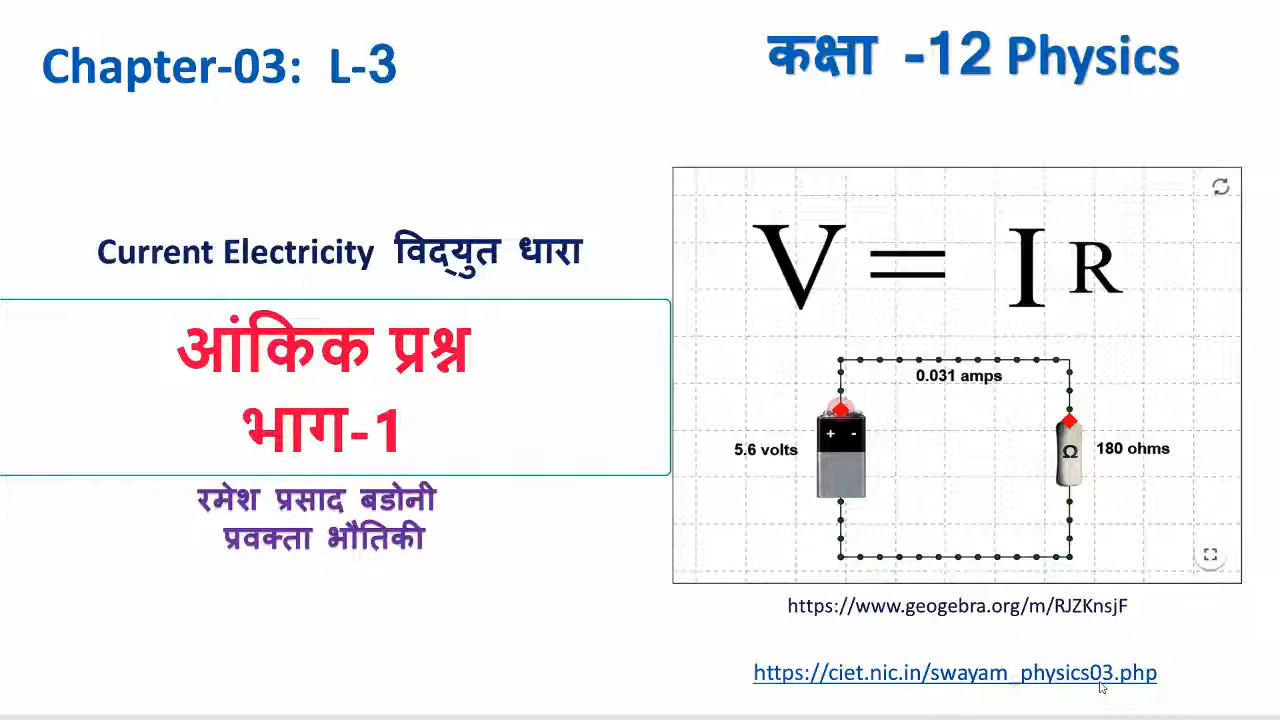 Chapter-03: L-3
कक्षा -12 Physics
Current Electricity विद्युत धारा
आंकिक प्रश्न
भाग-1
रमेश प्रसाद बडोनी
प्रवक्ता भौतिकी
V = I R
0.031 amps
+ -
5.6 volts
Ω
180 ohms
https://www.geogebra.org/m/RJZKnsjF
https://ciet.nic.in/swayam_physics03.php